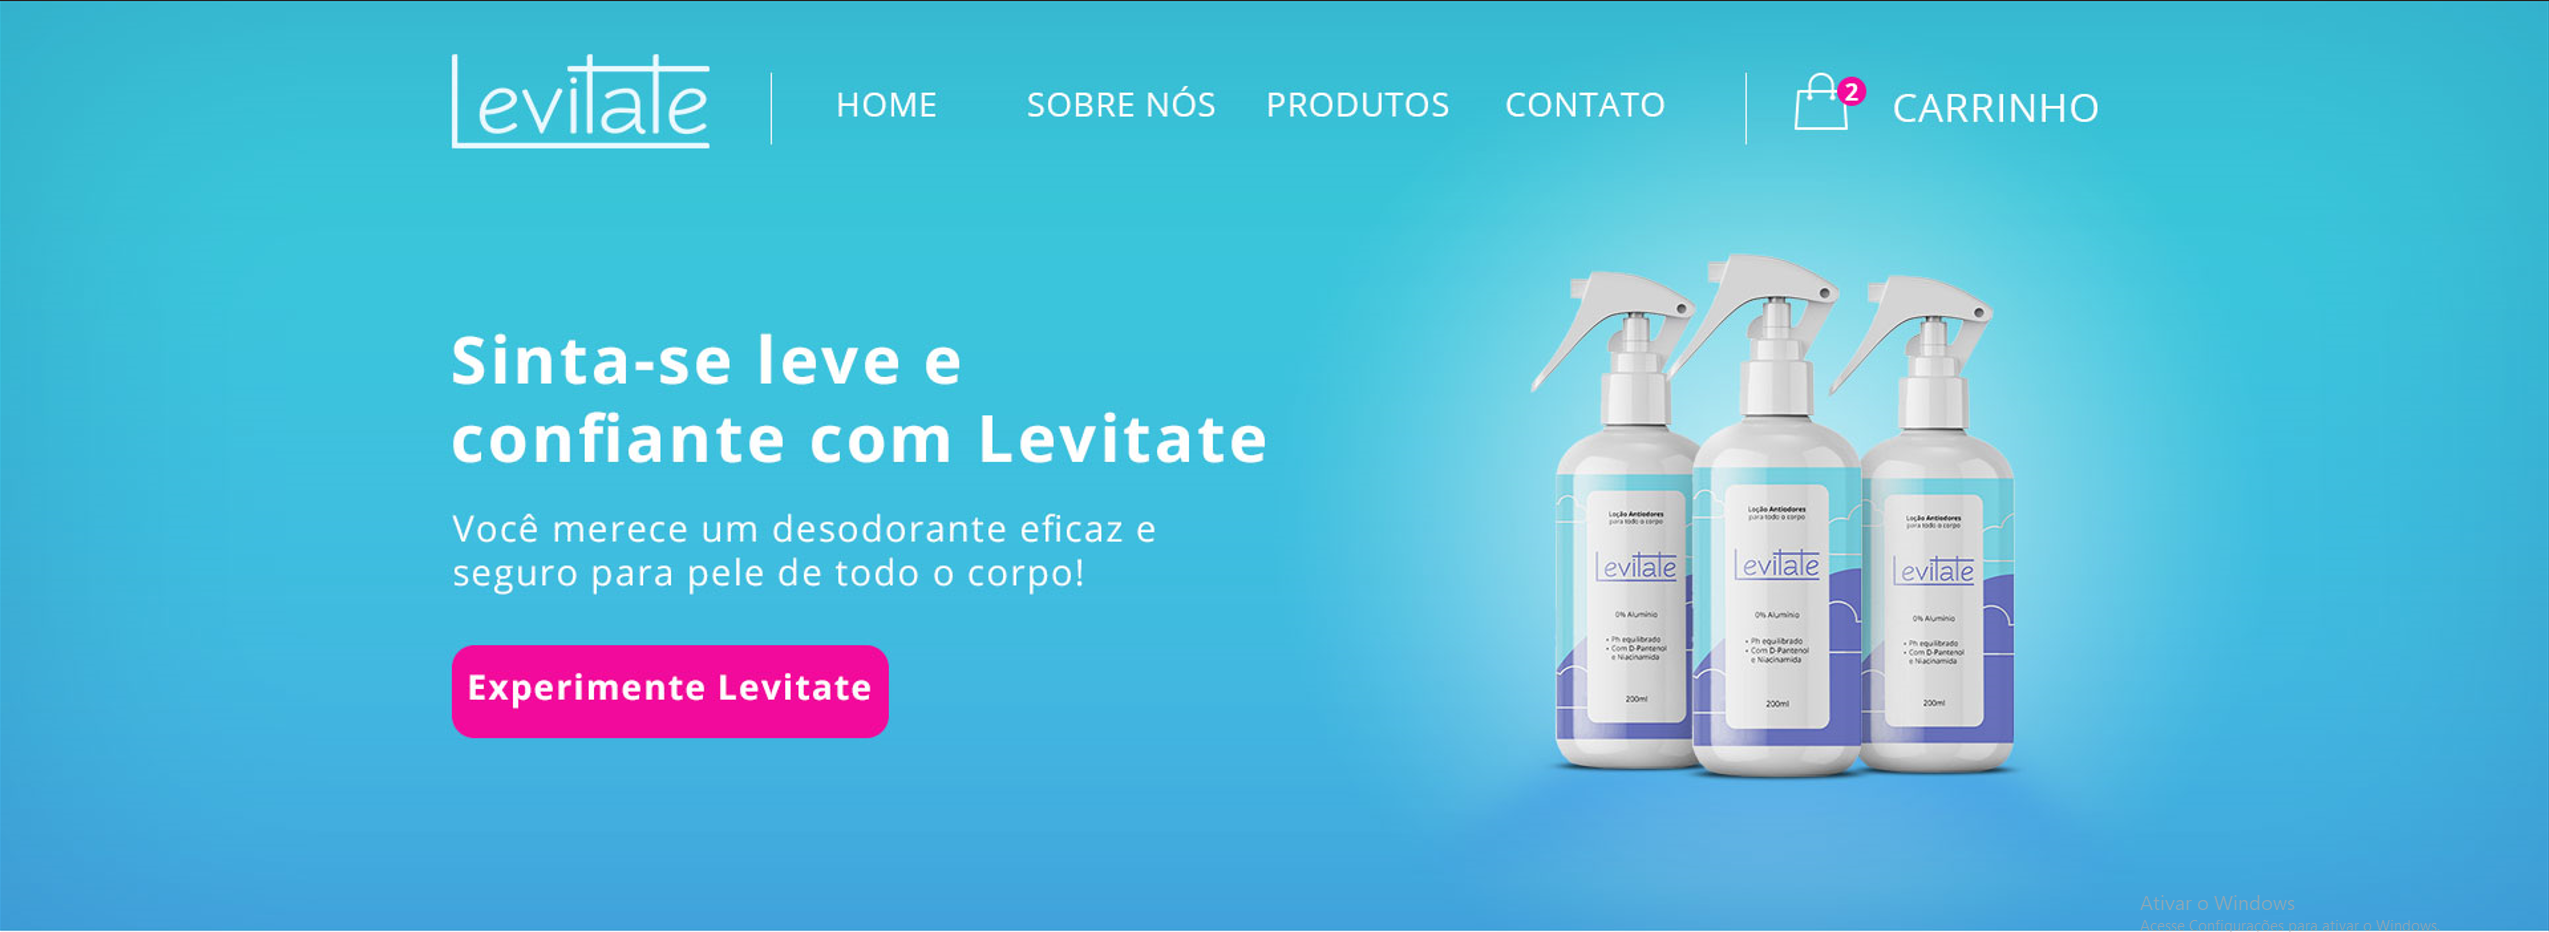 Levitate
HOME
SOBRE NÓS
PRODUTOS
CONTATO
2
CARRINHO
Sinta-se leve e
confiante com Levitate
Você merece um desodorante eficaz e
seguro para pele de todo o corpo!
Experimente Levitate
Loção Antiodores
para todo o corpo
Levitate
0% Alumínio
• Ph equilibrado
• Com D-Pantenol
e Niacinamida
200ml
Loção Antiodores
para todo o corpo
Levitate
0% Alumínio
• Ph equilibrado
• Com D-Pantenol
e Niacinamida
200ml
Loção Antiodores
para todo o corpo
Levitate
0% Alumínio
• Ph equilibrado
• Com D-Pantenol
e Niacinamida
200ml
Ativar o Windows
Acesse Configurações para ativar o Windows.